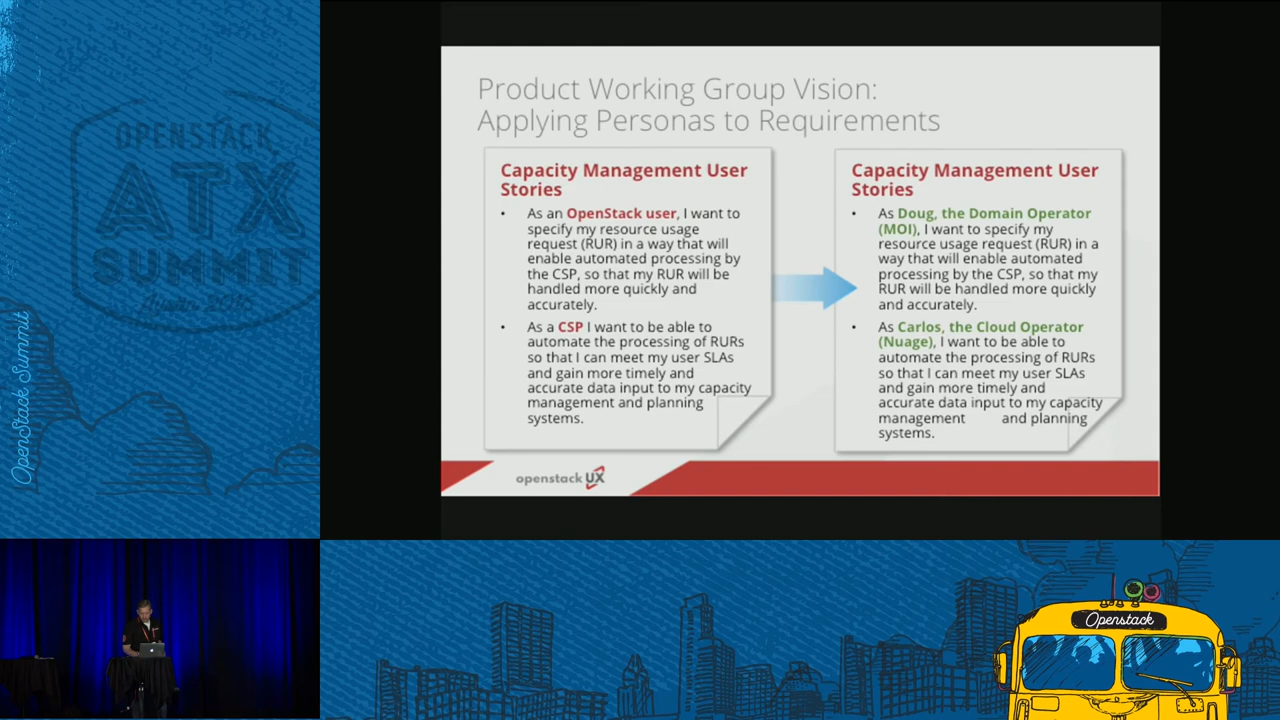 OPENSTACK
ATX
SUMMIT
OpenStack Summit
Product Working Group Vision:
Applying Personas to Requirements
Capacity Management User
Stories
• As an OpenStack user, I want to
specify my resource usage
request (RUR) in a way that will
enable automated processing by
the CSP, so that my RUR will be
handled more quickly and
accurately.
• As a CSP I want to be able to
automate the processing of RURs
so that I can meet my user SLAs
and gain more timely and
accurate data input to my capacity
management and planning
systems.
Capacity Management User
Stories
• As Doug, the Domain Operator
(MOI), I want to specify my
resource usage request (RUR) in a
way that will enable automated
processing by the CSP, so that my
RUR will be handled more quickly
and accurately.
• As Carlos, the Cloud Operator
(Nuage), I want to be able to
automate the processing of RURs
so that I can meet my user SLAs
and gain more timely and
accurate data input to my capacity
management and planning
systems.
openstack UX
Openstack